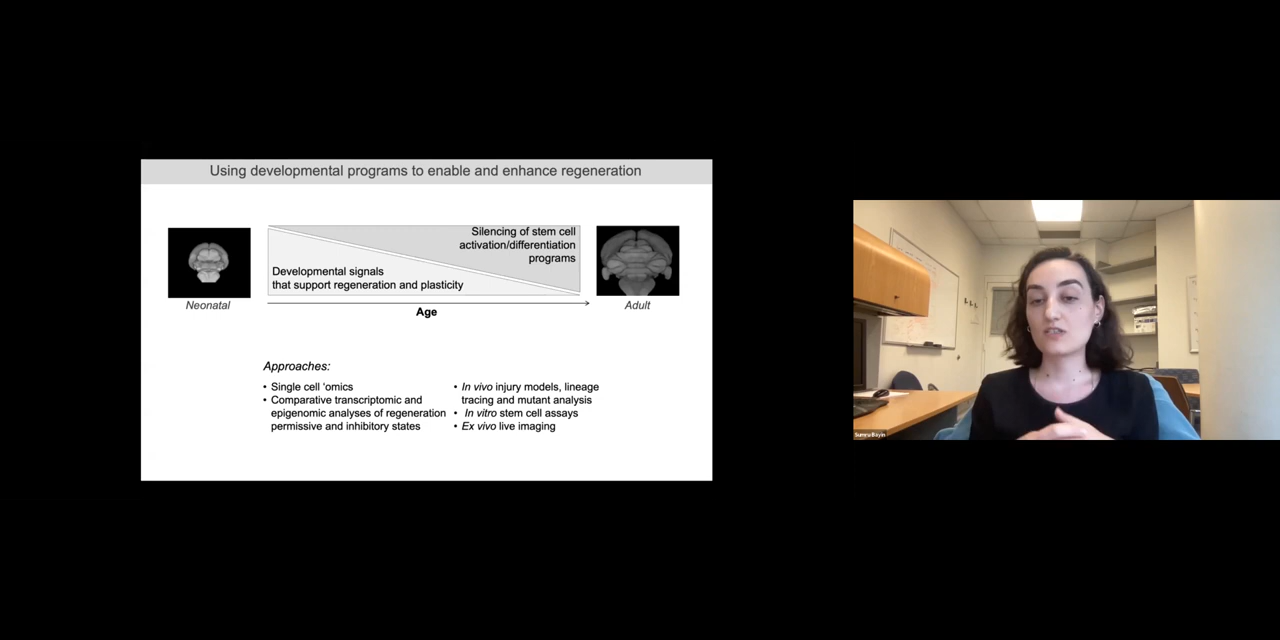 Using developmental programs to enable and enhance regeneration
Silencing of stem cell
activation/differentiation
programs
Developmental signals
that support regeneration and plasticity
Neonatal
Adult
Age
Approaches:
• Single cell 'omics
• Comparative transcriptomic and
epigenomic analyses of regeneration
permissive and inhibitory states
• In vivo injury models, lineage
tracing and mutant analysis
• In vitro stem cell assays
• Ex vivo live imaging
Sumru Bayin